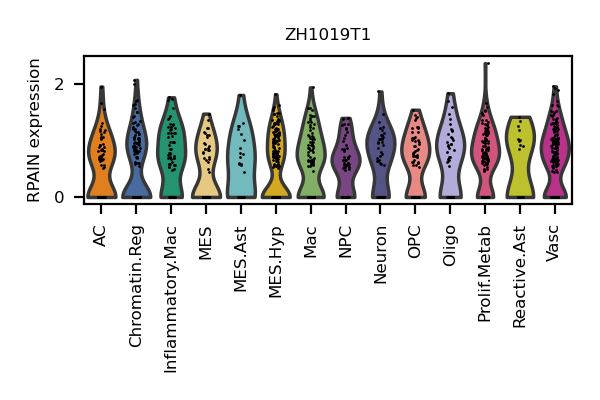 ZH1019T1
RPAIN expression
2
0
AC
Chromatin.Reg
Inflammatory.Mac
MES
MES.Ast
MES.Hyp
Mac
NPC
Neuron
OPC
Oligo
Prolif.Metab
Reactive.Ast
Vasc